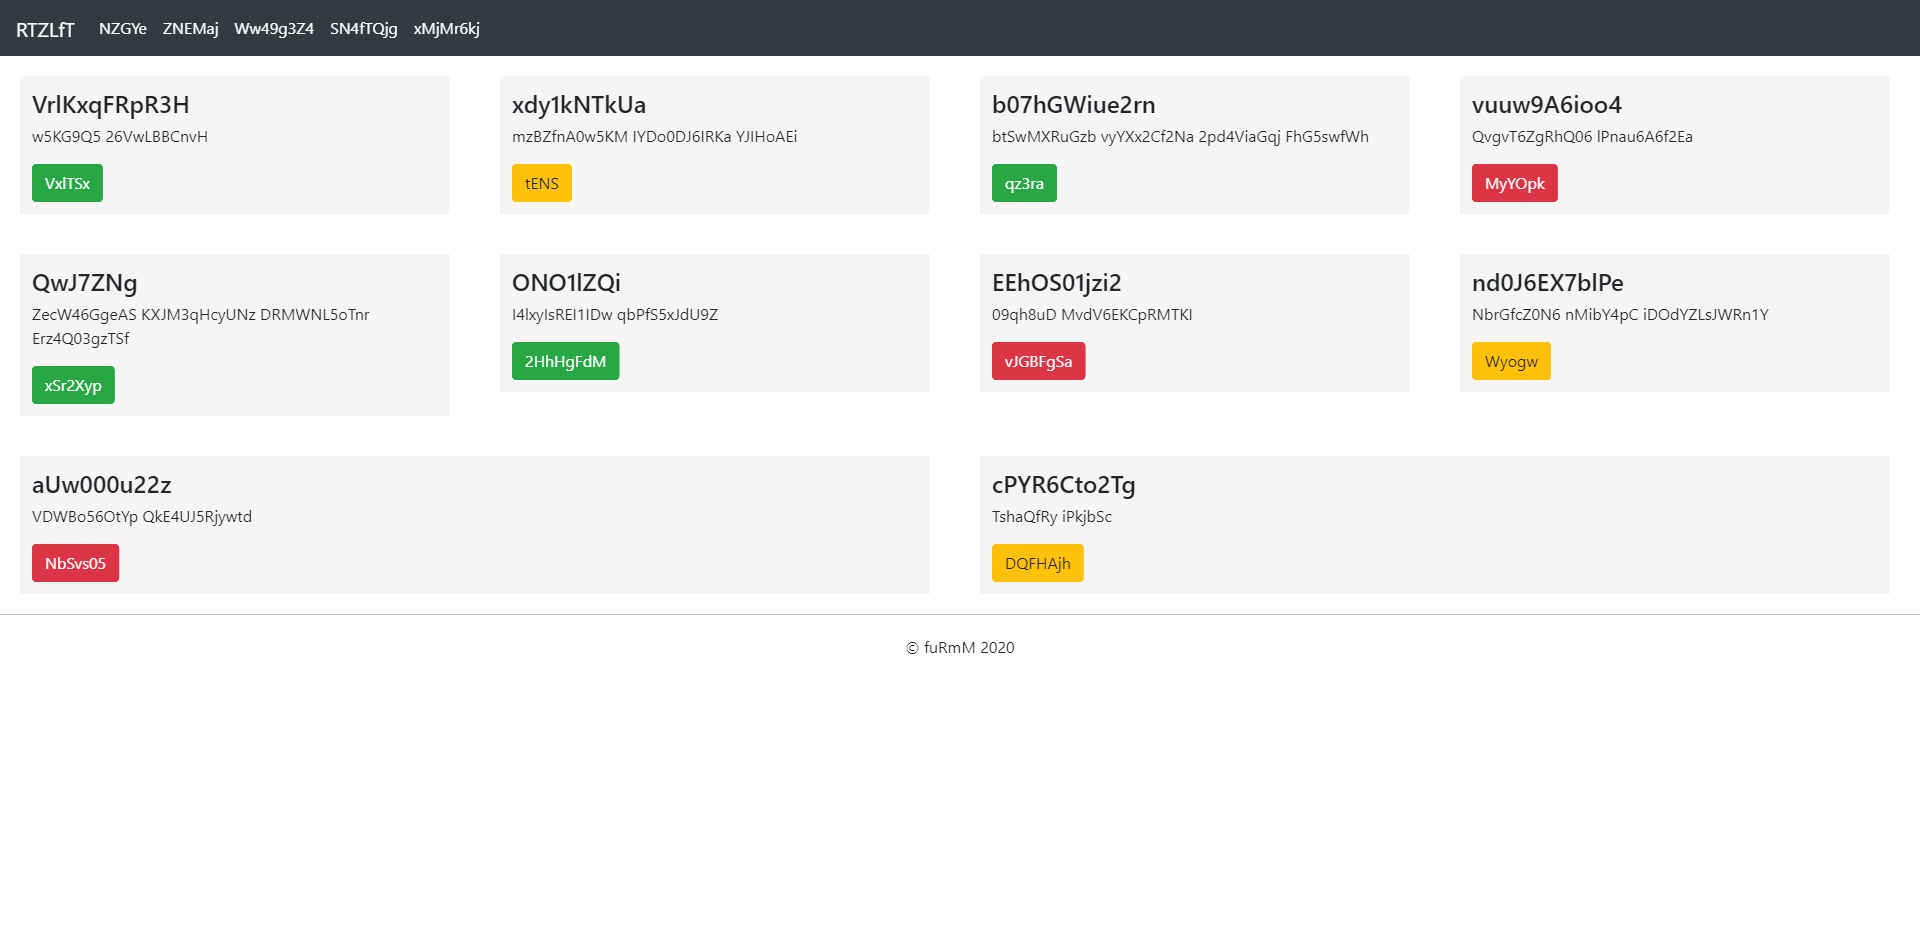 RTZLfT NZGYe ZNEMaj Ww49g3Z4 SN4fTQjg xMjMr6kj
VrlKxqFRpR3H
w5KG9Q5 26VwLBBCnvH
VxlTSx
xdy1kNTkUa
mzBZfnA0w5KM IYDo0DJ6IRKa YJIHoAEi
tENS
b07hGWiue2rn
btSwMXRuGzb vyYXx2Cf2Na 2pd4ViaGqj FhG5swfWh
qz3ra
vuuw9A6ioo4
QvgvT6ZgRhQ06 lPnau6A6f2Ea
MyYOpk
QwJ7ZNg
ZecW46GgeAS KXJM3qHcyUNz DRMWNL5oTnr
Erz4Q03gzTSf
xSr2Xyp
ONO1lZQi
I4lxyIsREI1IDw qbPfS5xJdU9Z
2HhHgFdM
EEhOS01jzi2
09qh8uD MvdV6EKCpRMTKI
vJGBFgSa
nd0J6EX7blPe
NbrGfcZ0N6 nMibY4pC iDOdYZLsJWRn1Y
Wyogw
aUw000u22z
VDWBo56OtYp QkE4UJ5Rjywtd
NbSvs05
cPYR6Cto2Tg
TshaQfRy iPkjbSc
DQFHAjh
© fuRmM 2020